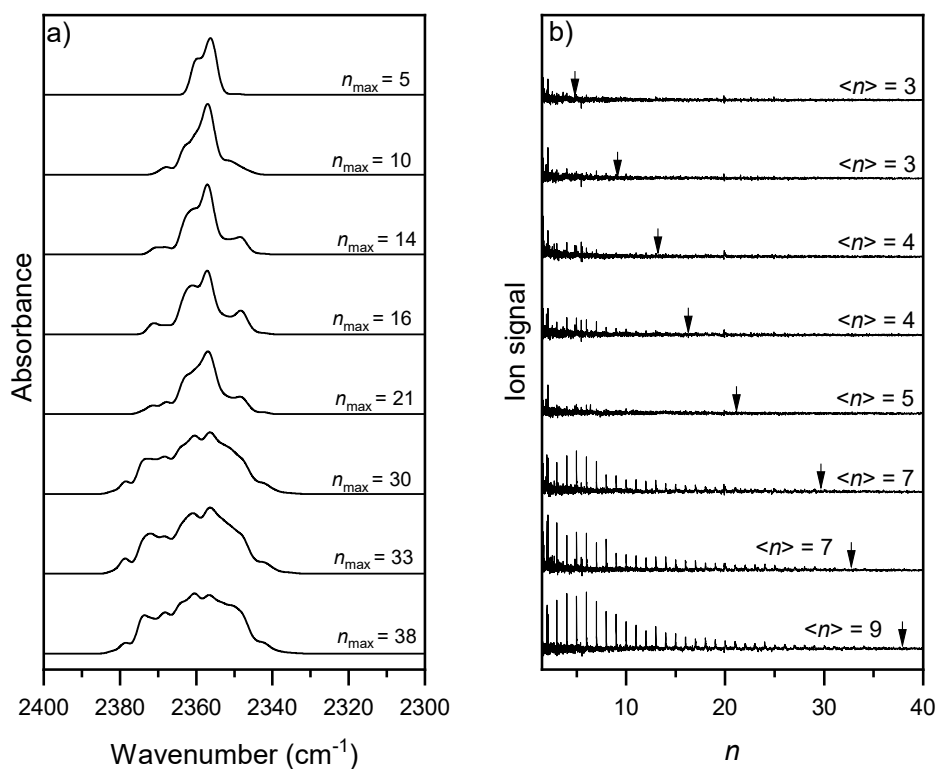 a)
n_max = 5
n_max = 10
n_max = 14
n_max = 16
n_max = 21
n_max = 30
n_max = 33
n_max = 38
Absorbance
2400 2380 2360 2340 2320 2300
Wavenumber (cm⁻¹)
b)
<n> = 3
<n> = 3
<n> = 4
<n> = 4
<n> = 5
<n> = 7
<n> = 7
<n> = 9
Ion signal
10 20 30 40
n